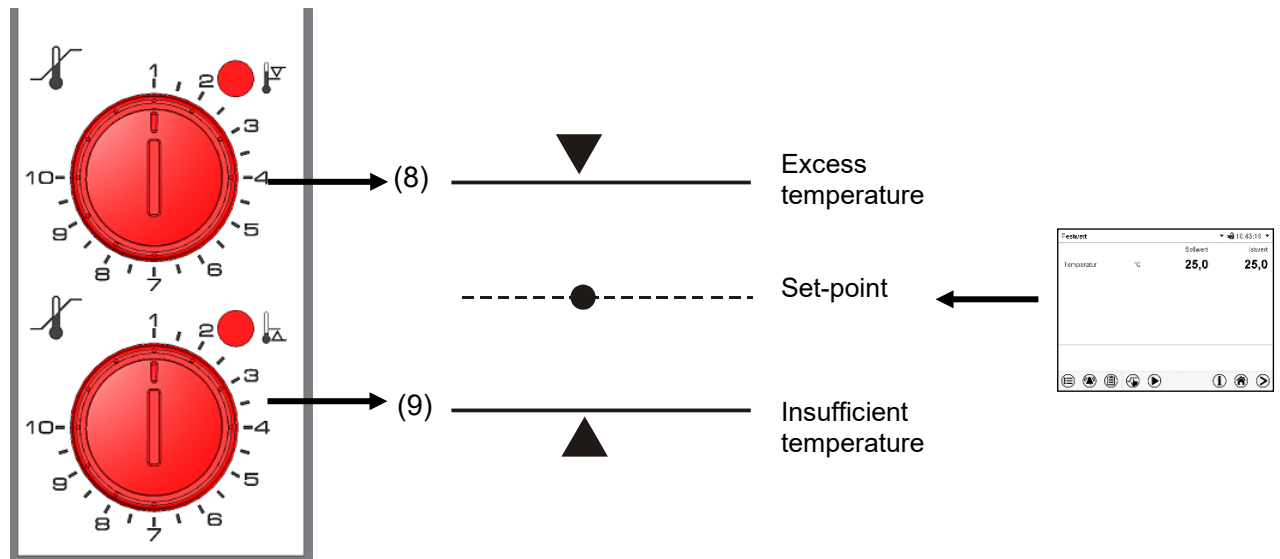 1
2
3
4
5
6
7
8
9
10
(8)
Excess
temperature
Set-point
1
2
3
4
5
6
7
8
9
10
(9)
Insufficient
temperature
Festwert
10:43:16
Sollwert
Istwert
Temperatur
°C
25,0
25,0